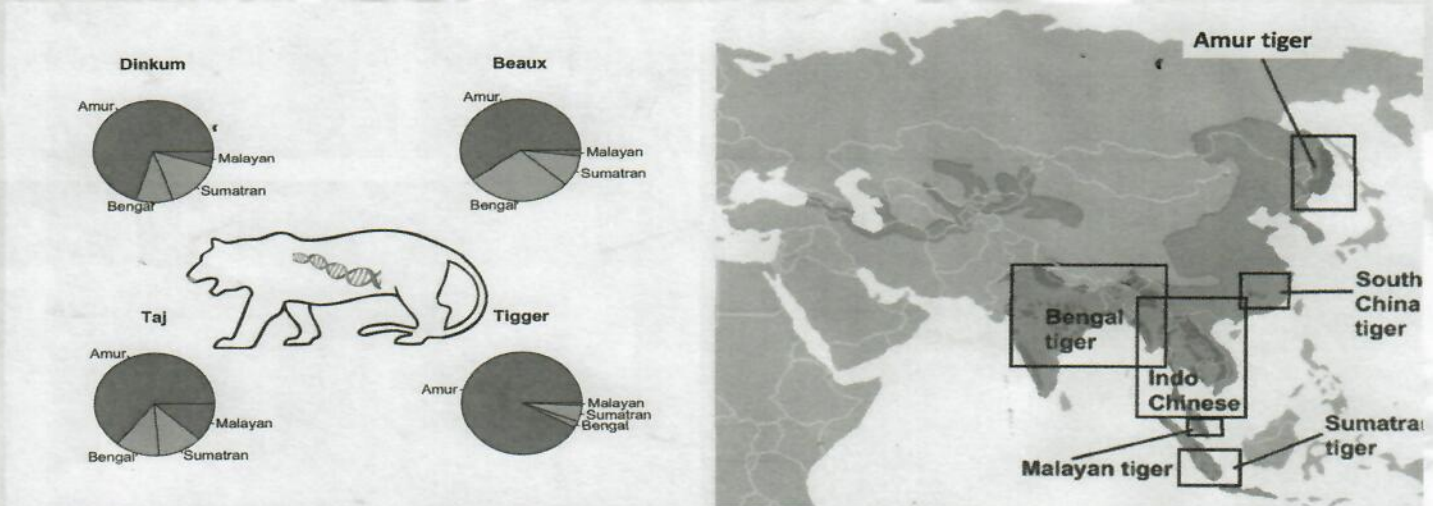 Dinkum
Amur
Malayan
Sumatran
Bengal
Beaux
Amur
Malayan
Sumatran
Bengal
Taj
Amur
Malayan
Sumatran
Bengal
Tigger
Amur
Malayan
Sumatran
Bengal
Amur tiger
South
China
tiger
Bengal
tiger
Indo
Chinese
Sumatra
tiger
Malayan tiger